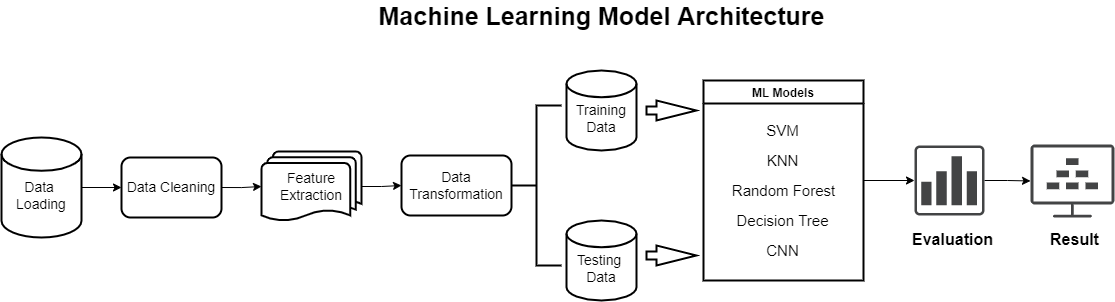 Machine Learning Model Architecture
Data
Loading
Data Cleaning
Feature
Extraction
Data
Transformation
Training
Data
Testing
Data
ML Models
SVM
KNN
Random Forest
Decision Tree
CNN
Evaluation
Result